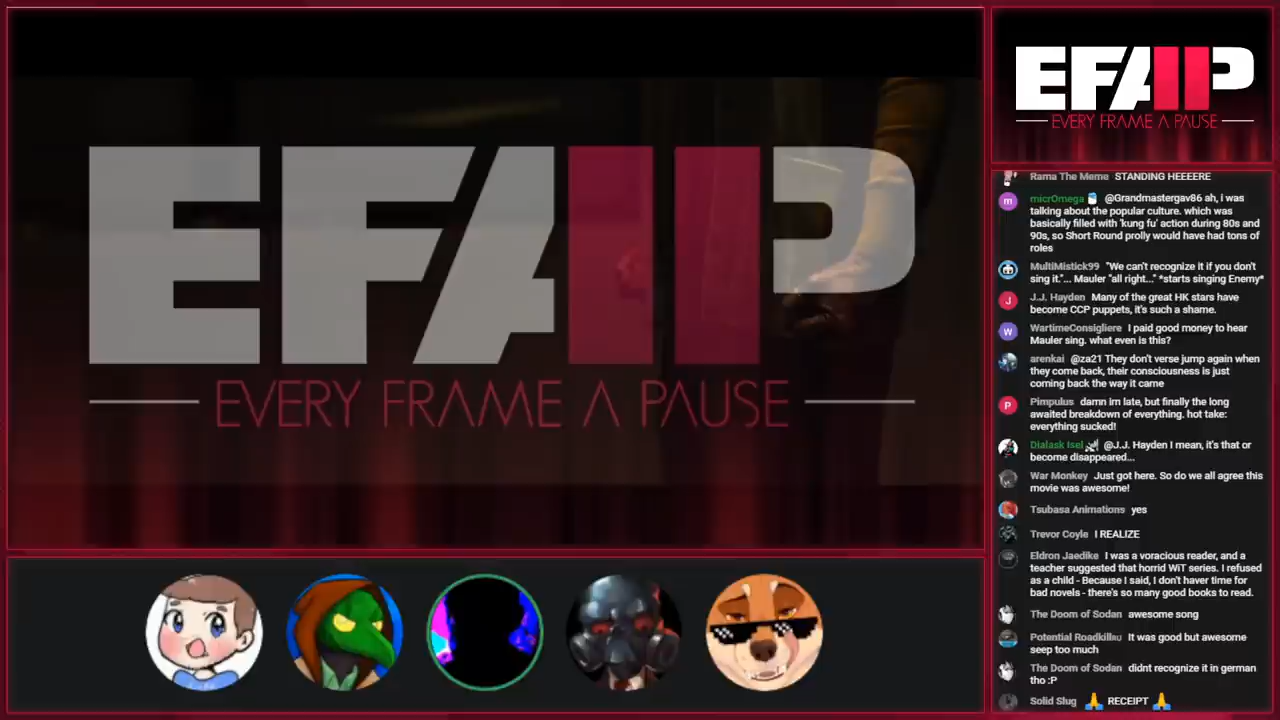 EFAP
EVERY FRAME A PAUSE
EFAP
EVERY FRAME A PAUSE
Rama The Meme STANDING HEEEERE
micrOmega @Grandmastergav86 ah, i was
talking about the popular culture. which was
basically filled with 'kung fu' action during 80s and
90s, so Short Round prolly would have had tons of
roles
MultiMistick99 "We can't recognize it if you don't
sing it."... Mauler "all right..." *starts singing Enemy*
J.J. Hayden Many of the great HK stars have
become CCP puppets, it's such a shame.
WartimeConsigliere I paid good money to hear
Mauler sing. what even is this?
arenkai @za21 They don't verse jump again when
they come back, their consciousness is just
coming back the way it came
Pimpulus damn im late, but finally the long
awaited breakdown of everything. hot take:
everything sucked!
Dialask Isel @J.J. Hayden I mean, it's that or
become disappeared...
War Monkey Just got here. So do we all agree this
movie was awesome!
Tsubasa Animations yes
Trevor Coyle I REALIZE
Eldron Jaedike I was a voracious reader, and a
teacher suggested that horrid WiT series. I refused
as a child - Because I said, I don't haver time for
bad novels - there's so many good books to read.
The Doom of Sodan awesome song
Potential Roadkillau It was good but awesome
seep too much
The Doom of Sodan didnt recognize it in german
tho :P
Solid Slug 🙏 RECEIPT 🙏